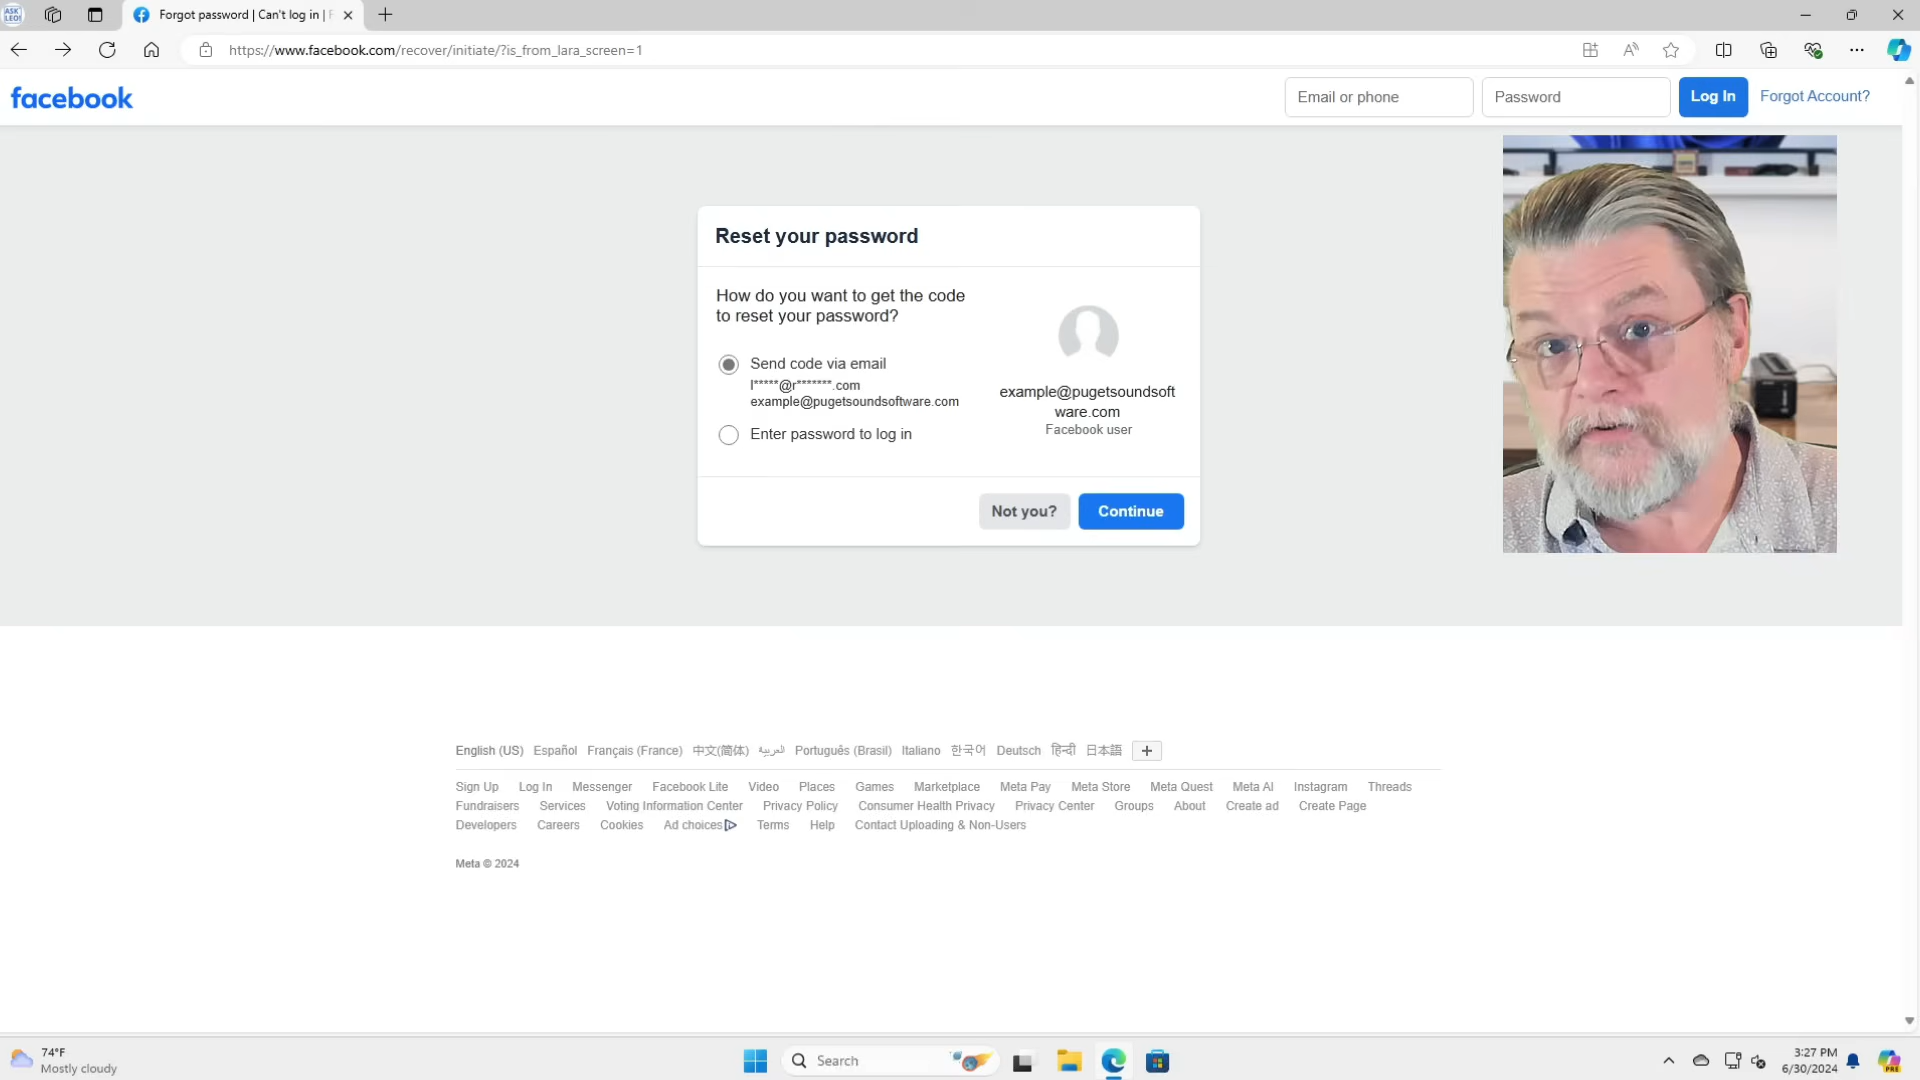 ASK LEO!
Forgot password | Can't log in | F
https://www.facebook.com/recover/initiate/?is_from_lara_screen=1
facebook
Email or phone
Password
Log In
Forgot Account?
Reset your password
How do you want to get the code
to reset your password?
Send code via email
l*****@r*******.com
example@pugetsoundsoftware.com
Enter password to log in
example@pugetsoundsoft
ware.com
Facebook user
Not you?
Continue
English (US) Español Français (France) 中文(简体) العربية Português (Brasil) Italiano 한국어 Deutsch हिन्दी 日本語 +
Sign Up Log In Messenger Facebook Lite Video Places Games Marketplace Meta Pay Meta Store Meta Quest Meta AI Instagram Threads
Fundraisers Services Voting Information Center Privacy Policy Consumer Health Privacy Privacy Center Groups About Create ad Create Page
Developers Careers Cookies Ad choices Terms Help Contact Uploading & Non-Users
Meta © 2024
74°F
Mostly cloudy
Search
3:27 PM
6/30/2024
PRE